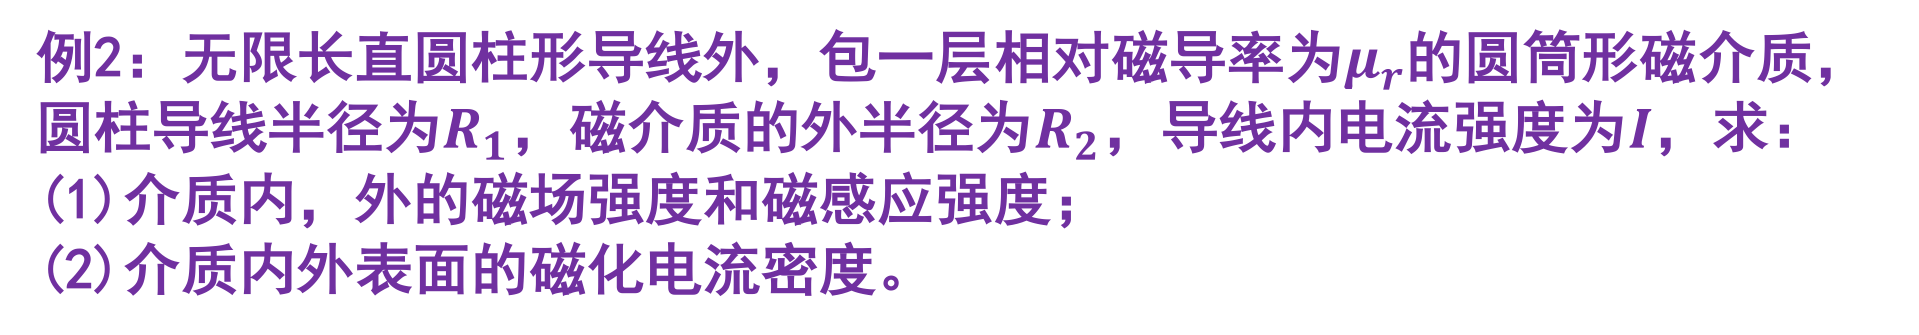 例2：无限长直圆柱形导线外，包一层相对磁导率为μᵣ的圆筒形磁介质，
圆柱导线半径为R₁，磁介质的外半径为R₂，导线内电流强度为I，求：
(1)介质内，外的磁场强度和磁感应强度；
(2)介质内外表面的磁化电流密度。